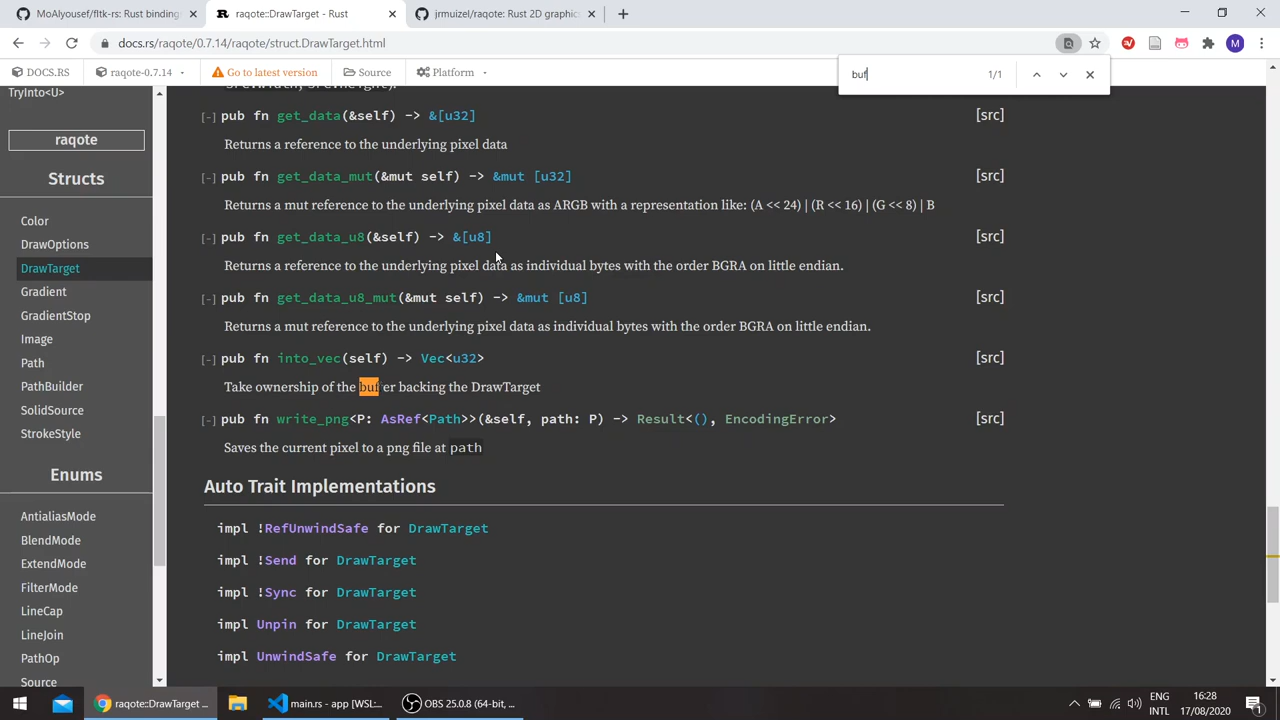 MoAlyousef/fltk-rs: Rust binding
raqote::DrawTarget - Rust
jrmuizel/raqote: Rust 2D graphics
docs.rs/raqote/0.7.14/raqote/struct.DrawTarget.html
M
DOCS.RS
raqote-0.7.14
Go to latest version
Source
Platform
buf
1/1
TryInto<U>
raqote
Structs
Color
DrawOptions
DrawTarget
Gradient
GradientStop
Image
Path
PathBuilder
SolidSource
StrokeStyle
Enums
AntialiasMode
BlendMode
ExtendMode
FilterMode
LineCap
LineJoin
PathOp
Source
[-] pub fn get_data(&self) -> &[u32] [src]
Returns a reference to the underlying pixel data
[-] pub fn get_data_mut(&mut self) -> &mut [u32] [src]
Returns a mut reference to the underlying pixel data as ARGB with a representation like: (A << 24) | (R << 16) | (G << 8) | B
[-] pub fn get_data_u8(&self) -> &[u8] [src]
Returns a reference to the underlying pixel data as individual bytes with the order BGRA on little endian.
[-] pub fn get_data_u8_mut(&mut self) -> &mut [u8] [src]
Returns a mut reference to the underlying pixel data as individual bytes with the order BGRA on little endian.
[-] pub fn into_vec(self) -> Vec<u32> [src]
Take ownership of the buffer backing the DrawTarget
[-] pub fn write_png<P: AsRef<Path>>(&self, path: P) -> Result<(), EncodingError> [src]
Saves the current pixel to a png file at path
Auto Trait Implementations
impl !RefUnwindSafe for DrawTarget
impl !Send for DrawTarget
impl !Sync for DrawTarget
impl Unpin for DrawTarget
impl UnwindSafe for DrawTarget
raqote::DrawTarget ...
main.rs - app [WSL:...
OBS 25.0.8 (64-bit, ...
ENG
INTL
16:28
17/08/2020
1